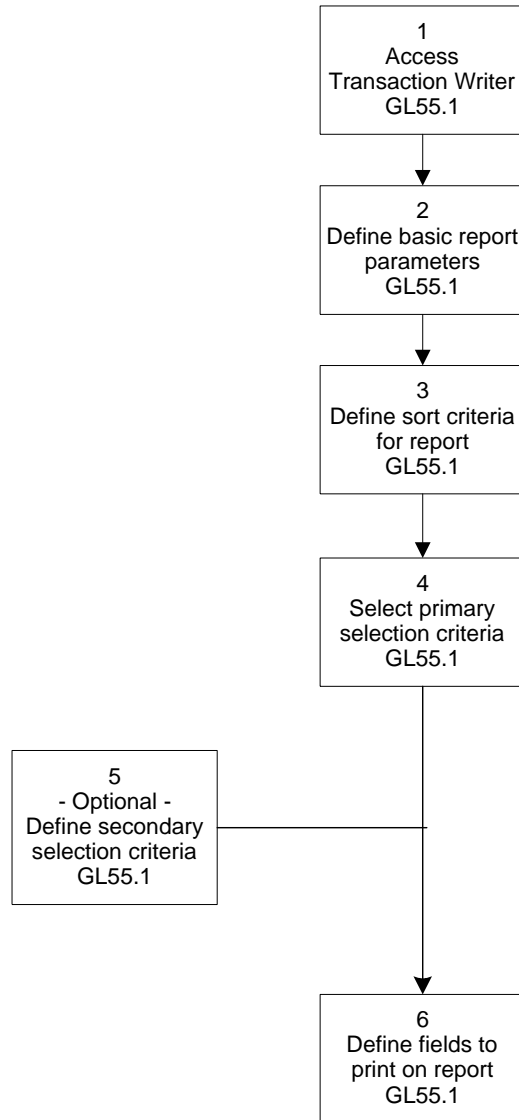 1
Access
Transaction Writer
GL55.1
2
Define basic report
parameters
GL55.1
3
Define sort criteria
for report
GL55.1
4
Select primary
selection criteria
GL55.1
5
- Optional -
Define secondary
selection criteria
GL55.1
6
Define fields to
print on report
GL55.1